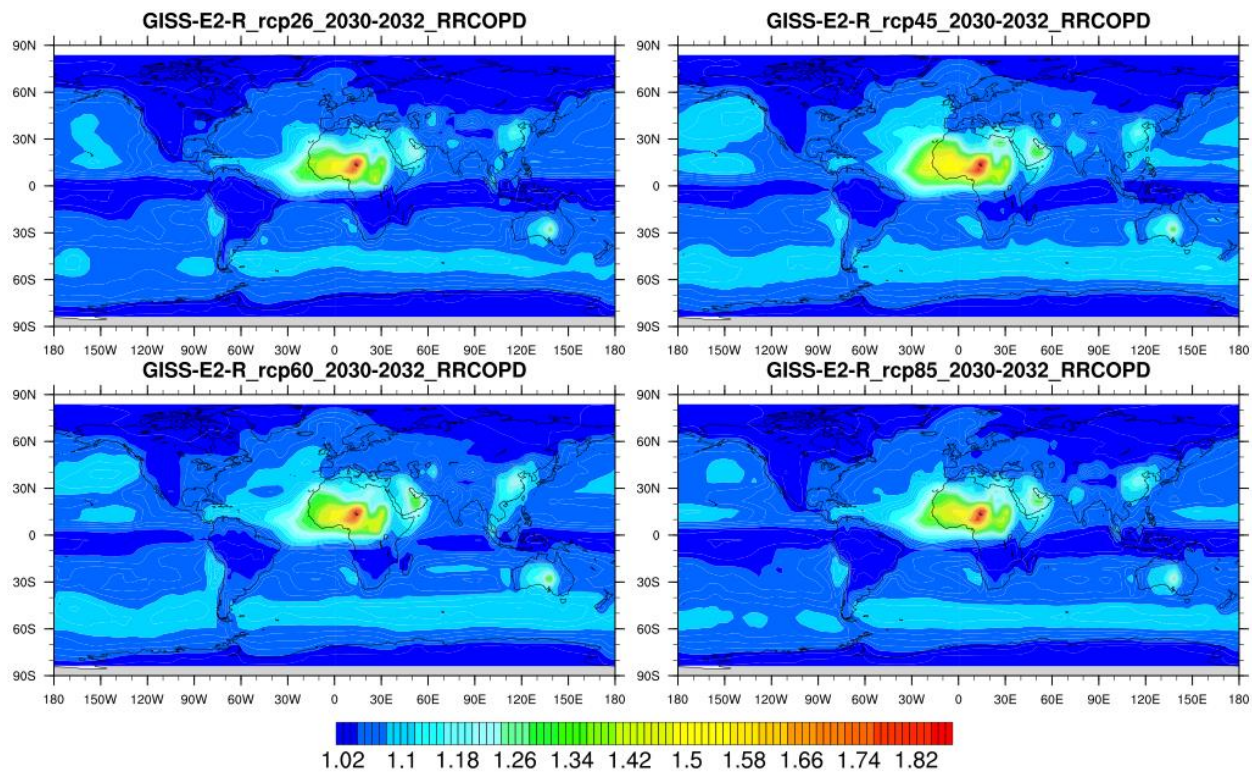 GISS-E2-R_rcp26_2030-2032_RRCOPD
GISS-E2-R_rcp45_2030-2032_RRCOPD
90N
60N
30N
0
30S
60S
90S
180 150W 120W 90W 60W 30W 0 30E 60E 90E 120E 150E 180
90N
60N
30N
0
30S
60S
90S
180 150W 120W 90W 60W 30W 0 30E 60E 90E 120E 150E 180
GISS-E2-R_rcp60_2030-2032_RRCOPD
GISS-E2-R_rcp85_2030-2032_RRCOPD
90N
60N
30N
0
30S
60S
90S
180 150W 120W 90W 60W 30W 0 30E 60E 90E 120E 150E 180
90N
60N
30N
0
30S
60S
90S
180 150W 120W 90W 60W 30W 0 30E 60E 90E 120E 150E 180
1.02 1.1 1.18 1.26 1.34 1.42 1.5 1.58 1.66 1.74 1.82